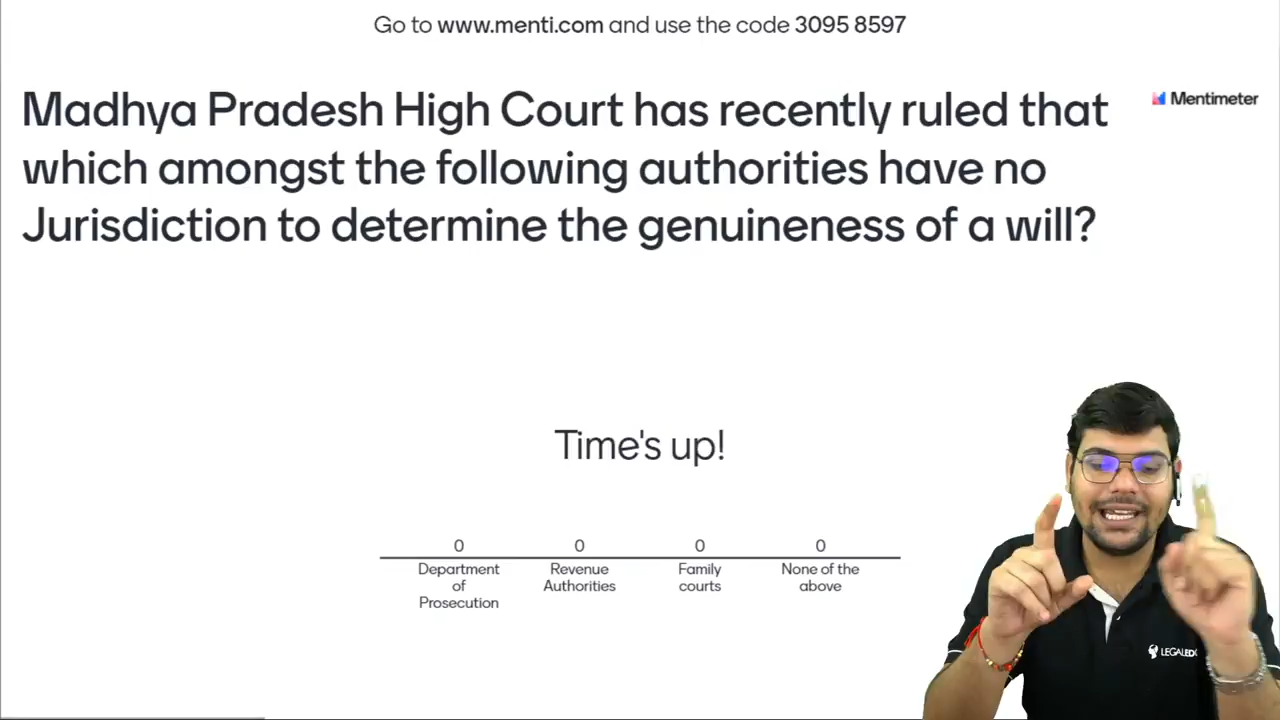 Go to www.menti.com and use the code 3095 8597
Madhya Pradesh High Court has recently ruled that
which amongst the following authorities have no
Jurisdiction to determine the genuineness of a will?
Mentimeter
Time's up!
0 0 0 0
Department of Prosecution
Revenue Authorities
Family courts
None of the above
LEGALEDGE